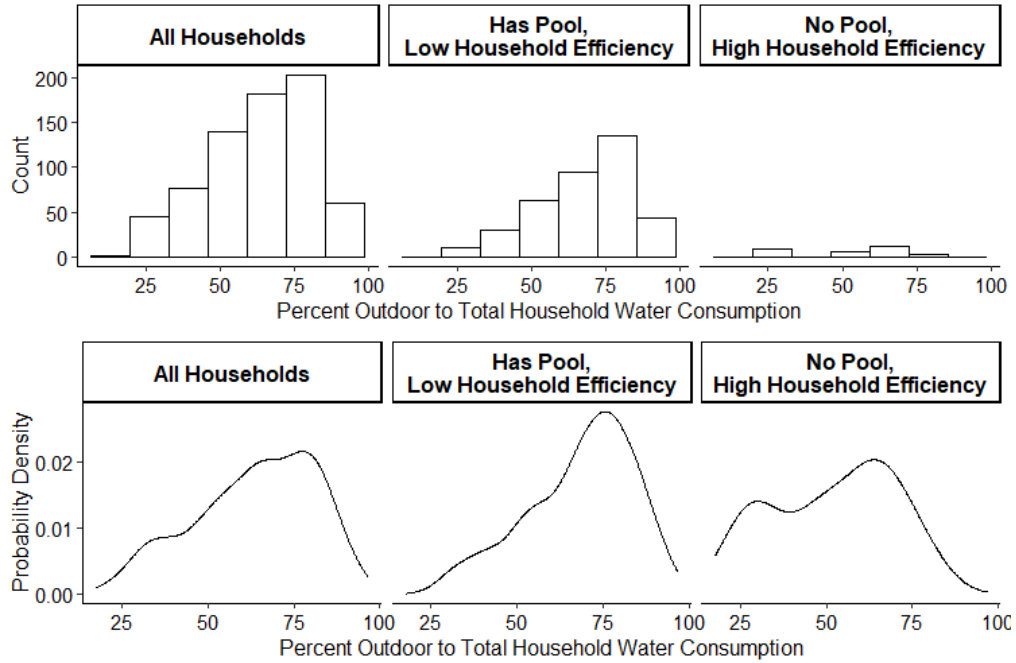 All Households
Has Pool,
Low Household Efficiency
No Pool,
High Household Efficiency
Count
200
150
100
50
0
25 50 75 100 25 50 75 100 25 50 75 100
Percent Outdoor to Total Household Water Consumption
All Households
Has Pool,
Low Household Efficiency
No Pool,
High Household Efficiency
Probability Density
0.02
0.01
0.00
25 50 75 100 25 50 75 100 25 50 75 100
Percent Outdoor to Total Household Water Consumption